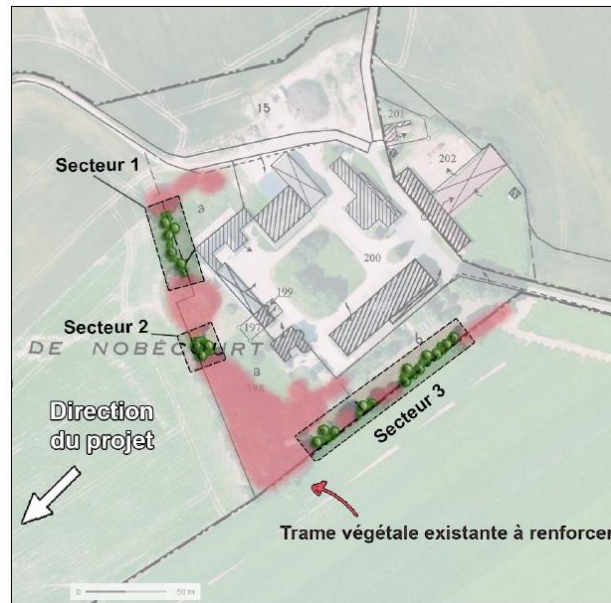 15
201
202
Secteur 1
a
200
199
Secteur 2
197
DE NOBÉCOURT
b
a
198
Direction
du projet
Secteur 3
Trame végétale existante à renforcer
0 50 m